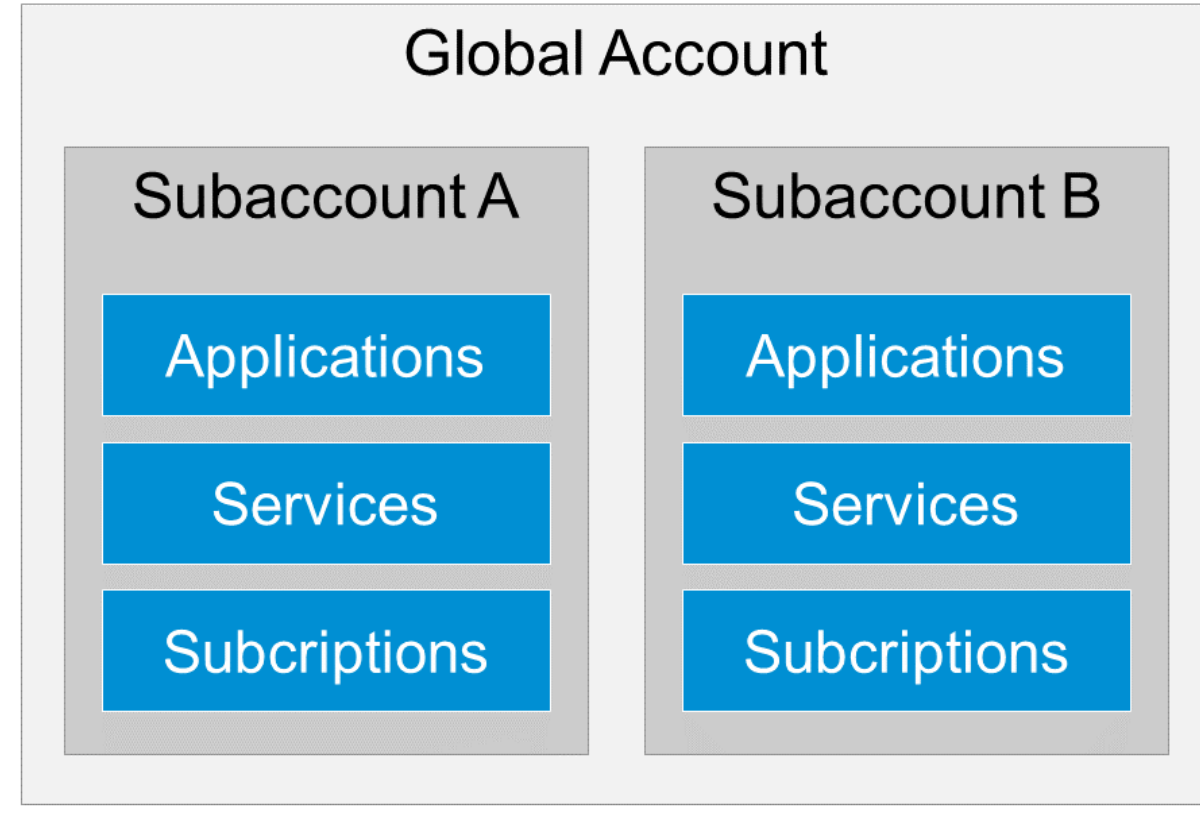 Global Account
Subaccount A
Applications
Services
Subcriptions
Subaccount B
Applications
Services
Subcriptions